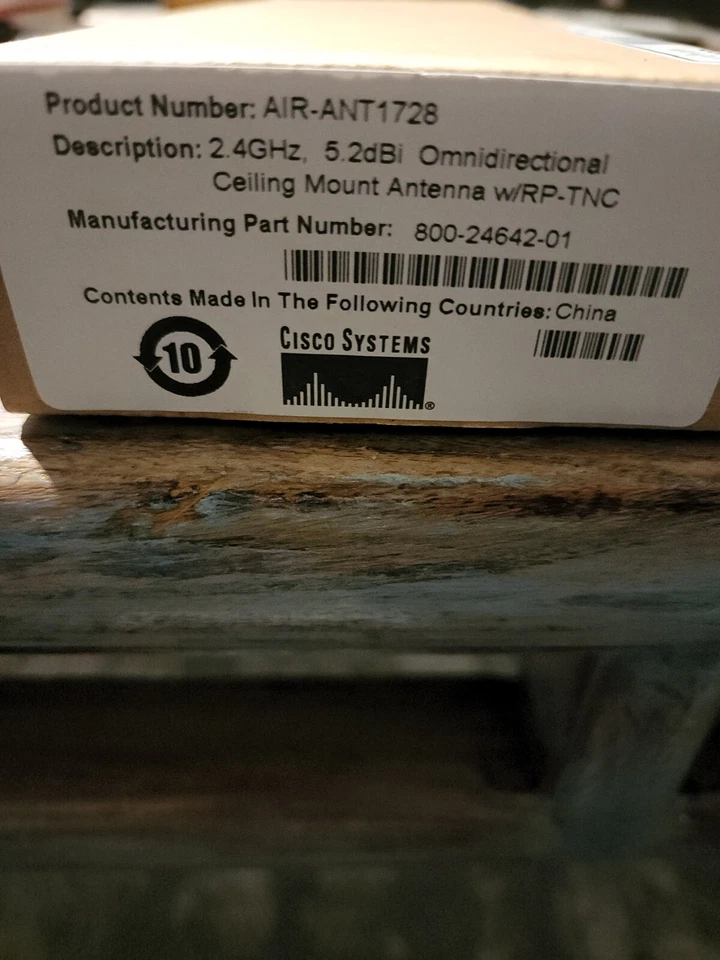 Product Number: AIR-ANT1728
Description: 2.4GHz, 5.2dBi Omnidirectional
Ceiling Mount Antenna w/RP-TNC
Manufacturing Part Number: 800-24642-01
Contents Made In The Following Countries: China
10
CISCO SYSTEMS
®